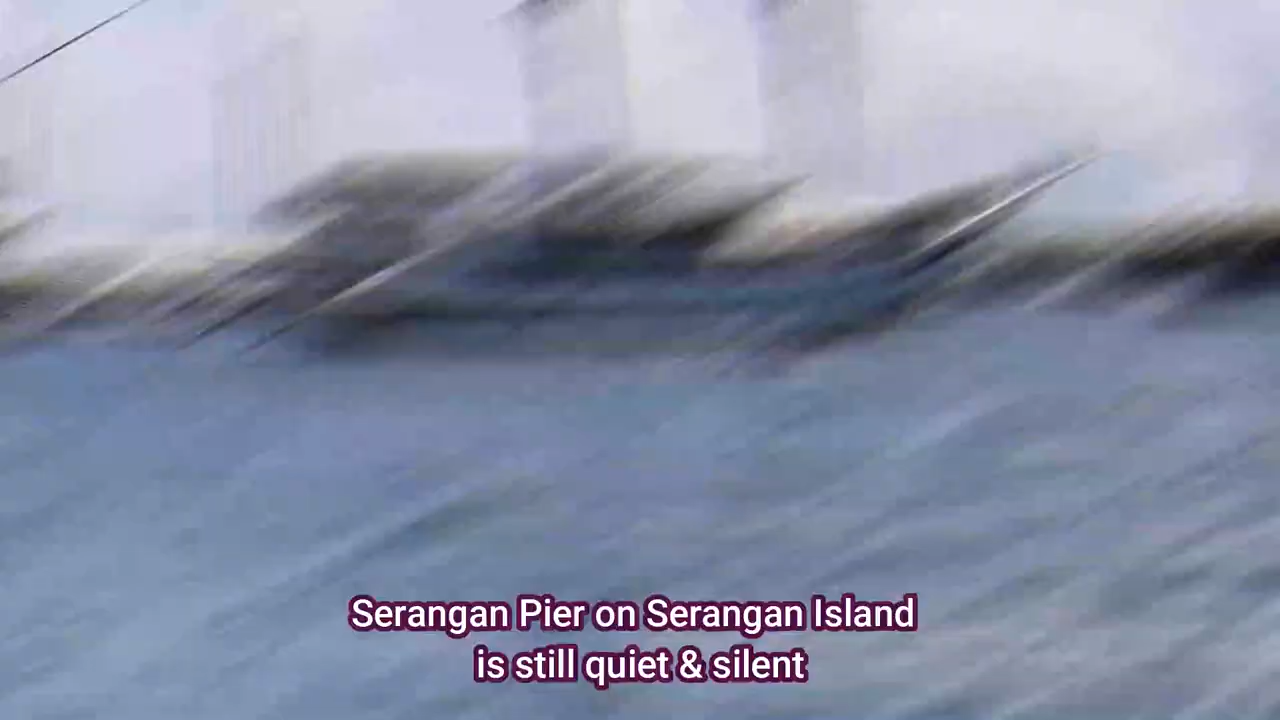 Serangan Pier on Serangan Island
is still quiet & silent